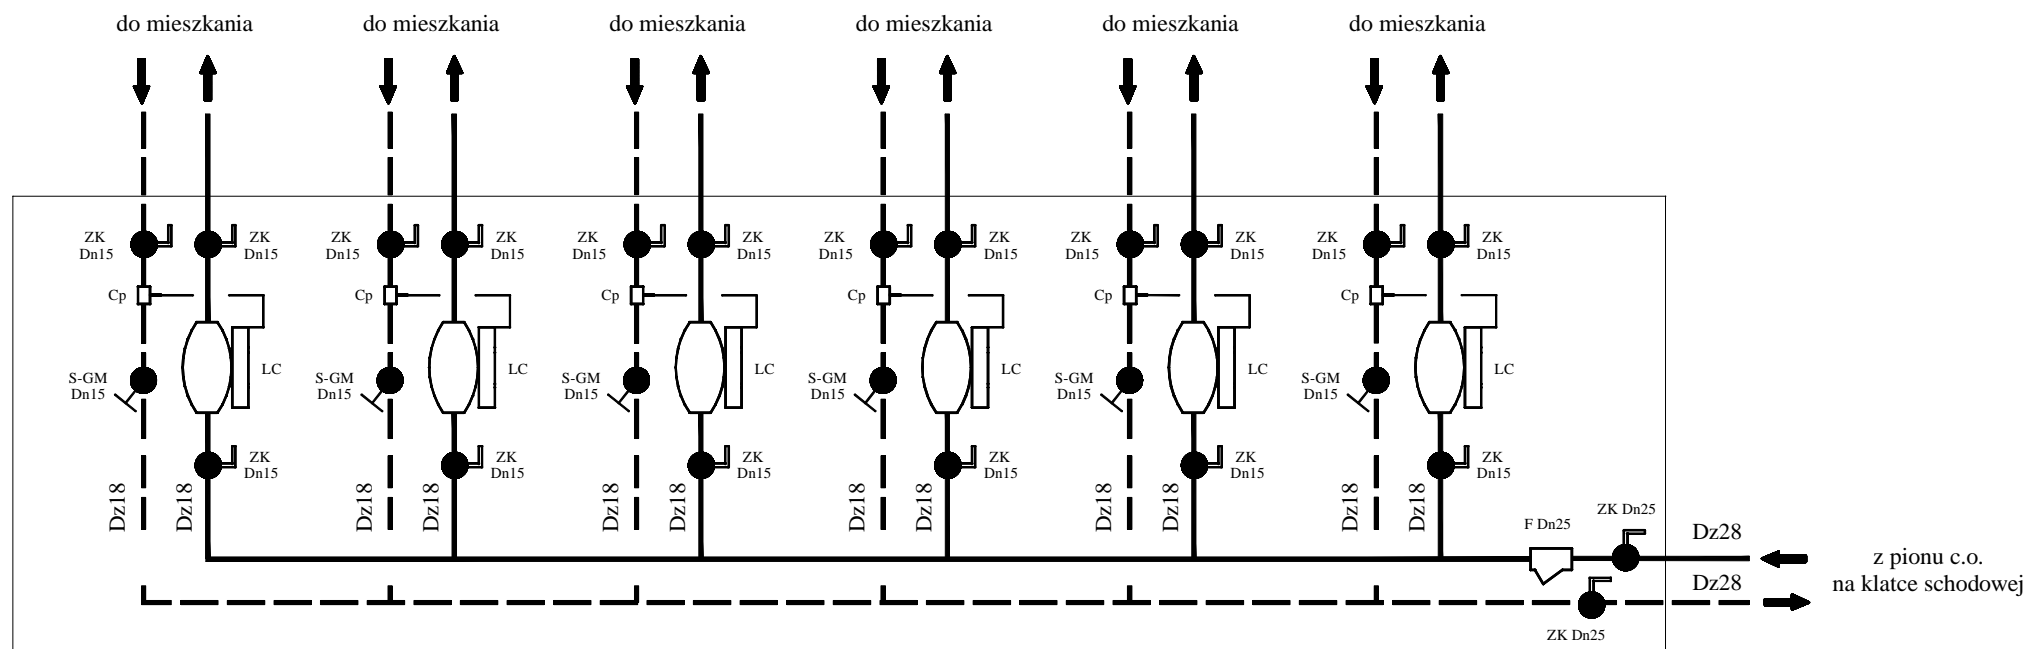 do mieszkania do mieszkania do mieszkania do mieszkania do mieszkania do mieszkania
ZK ZK ZK ZK ZK ZK ZK ZK ZK ZK ZK ZK
Dn15 Dn15 Dn15 Dn15 Dn15 Dn15 Dn15 Dn15 Dn15 Dn15 Dn15 Dn15
Cp Cp Cp Cp Cp Cp
LC LC LC LC LC LC
S-GM S-GM S-GM S-GM S-GM S-GM
Dn15 Dn15 Dn15 Dn15 Dn15 Dn15
ZK ZK ZK ZK ZK ZK
Dn15 Dn15 Dn15 Dn15 Dn15 Dn15
Dz18 Dz18 Dz18 Dz18 Dz18 Dz18 Dz18 Dz18 Dz18 Dz18 Dz18 Dz18
F Dn25 ZK Dn25 Dz28
z pionu c.o.
Dz28 na klatce schodowej
ZK Dn25